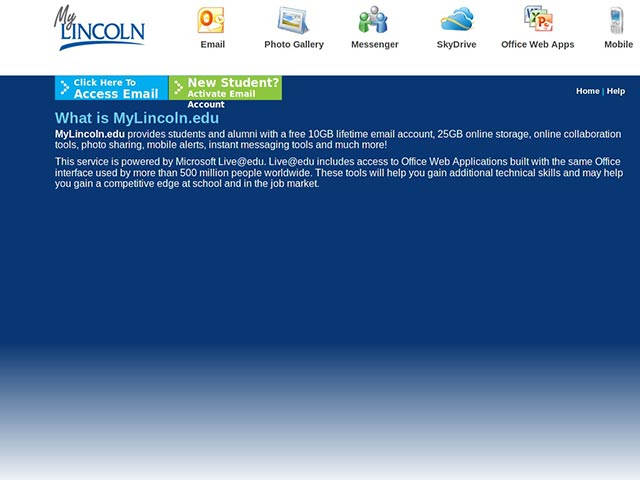 My
LINCOLN
Email
Photo Gallery
Messenger
SkyDrive
Office Web Apps
Mobile
Click Here To
Access Email
New Student?
Activate Email
Account
Home | Help
What is MyLincoln.edu
MyLincoln.edu provides students and alumni with a free 10GB lifetime email account, 25GB online storage, online collaboration
tools, photo sharing, mobile alerts, instant messaging tools and much more!
This service is powered by Microsoft Live@edu. Live@edu includes access to Office Web Applications built with the same Office
interface used by more than 500 million people worldwide. These tools will help you gain additional technical skills and may help
you gain a competitive edge at school and in the job market.